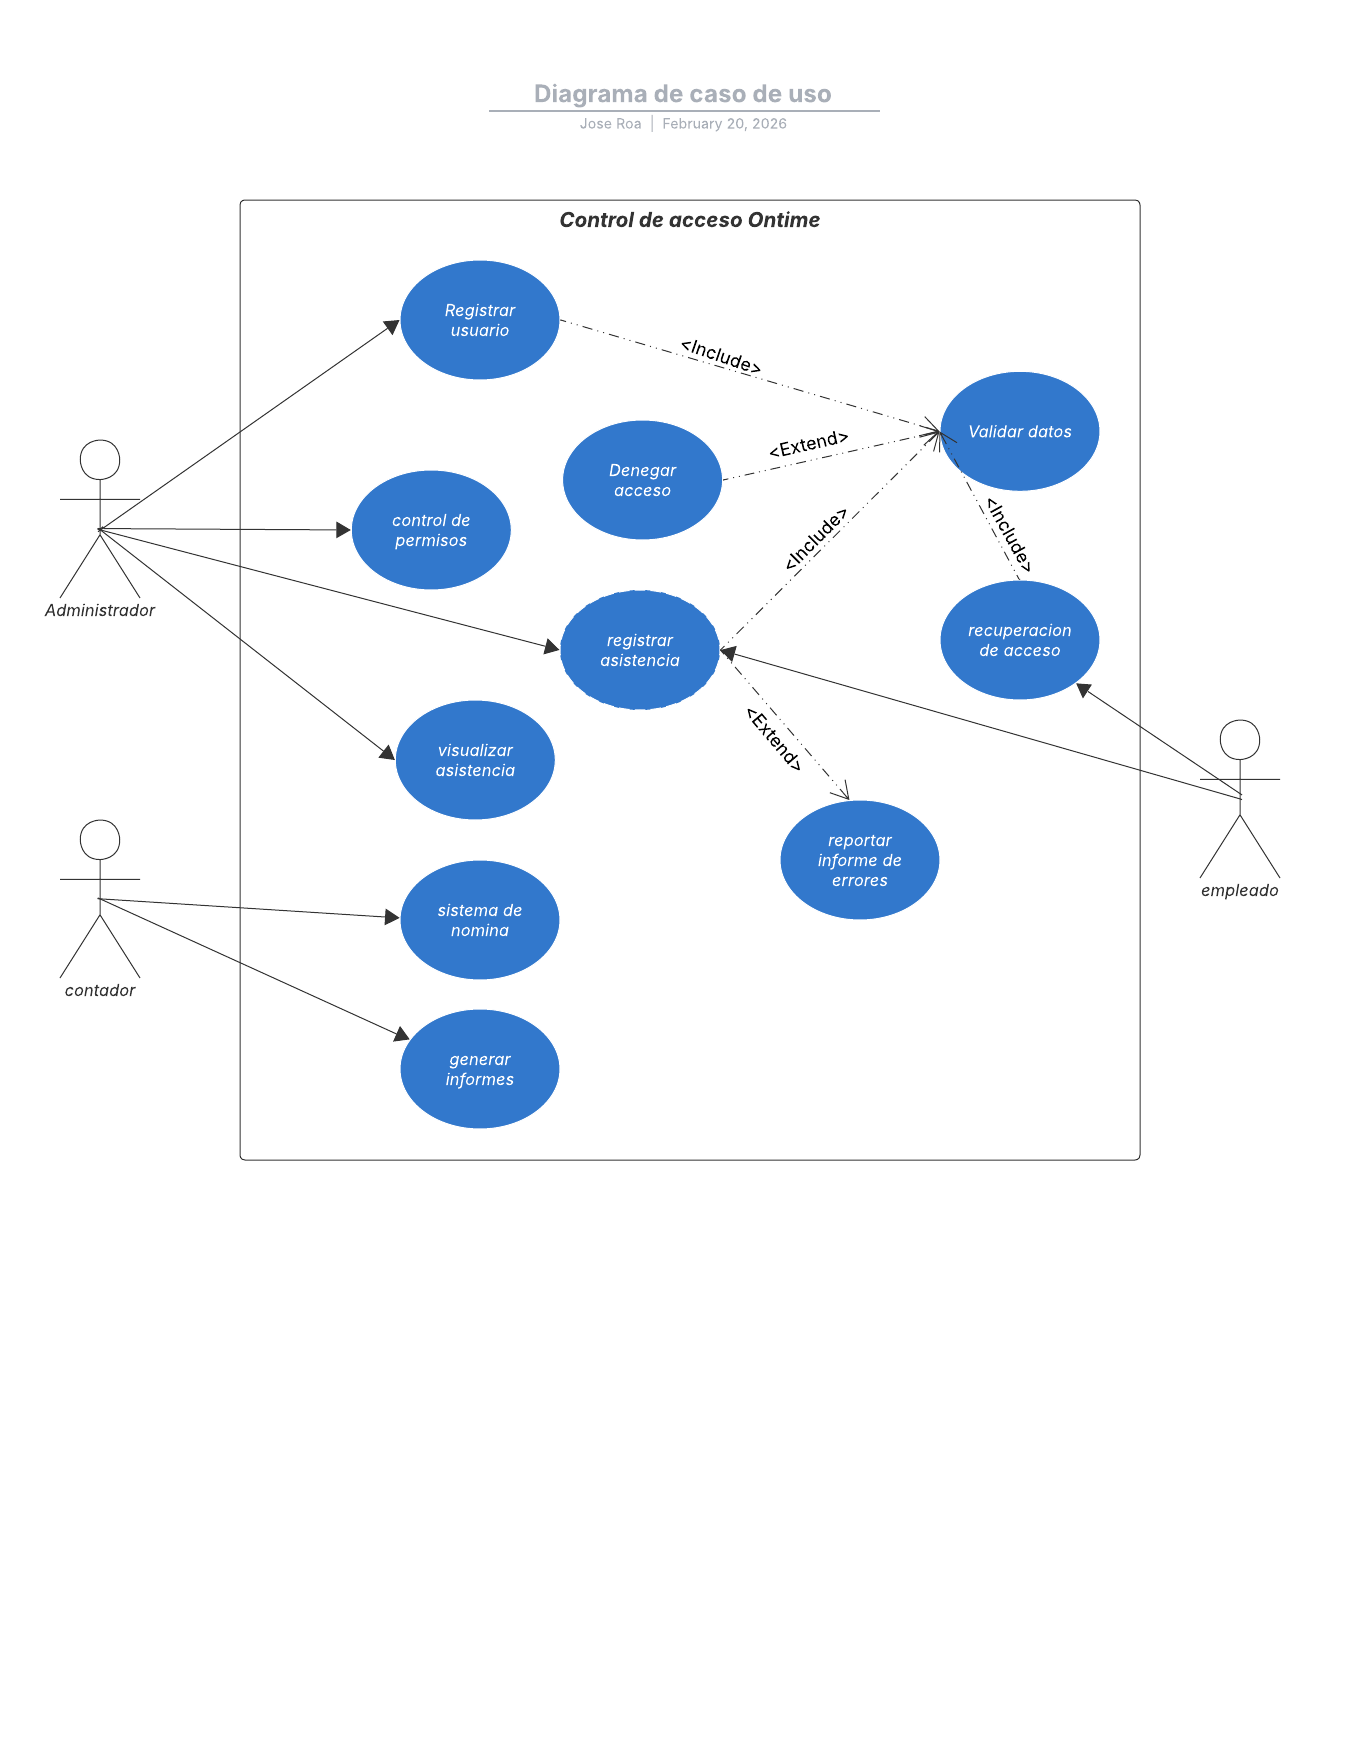 Diagrama de caso de uso
Jose Roa | February 20, 2026
Control de acceso Ontime
Registrar
usuario
<Include>
Validar datos
<Extend>
Denegar
acceso
control de
permisos
<Include>
<Include>
Administrador
registrar
asistencia
recuperacion
de acceso
<Extend>
visualizar
asistencia
reportar
informe de
errores
empleado
sistema de
nomina
contador
generar
informes